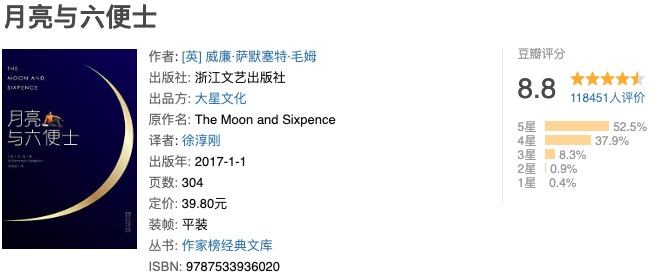 月亮与六便士
THE
MOON AND
SIXPENCE
月亮
与六便士
作者: [英] 威廉·萨默塞特·毛姆
出版社: 浙江文艺出版社
出品方: 大星文化
原作名: The Moon and Sixpence
译者: 徐淳刚
出版年: 2017-1-1
页数: 304
定价: 39.80元
装帧: 平装
丛书: 作家榜经典文库
ISBN: 9787533936020
豆瓣评分
8.8
118451人评价
5星 52.5%
4星 37.9%
3星 8.3%
2星 0.9%
1星 0.4%